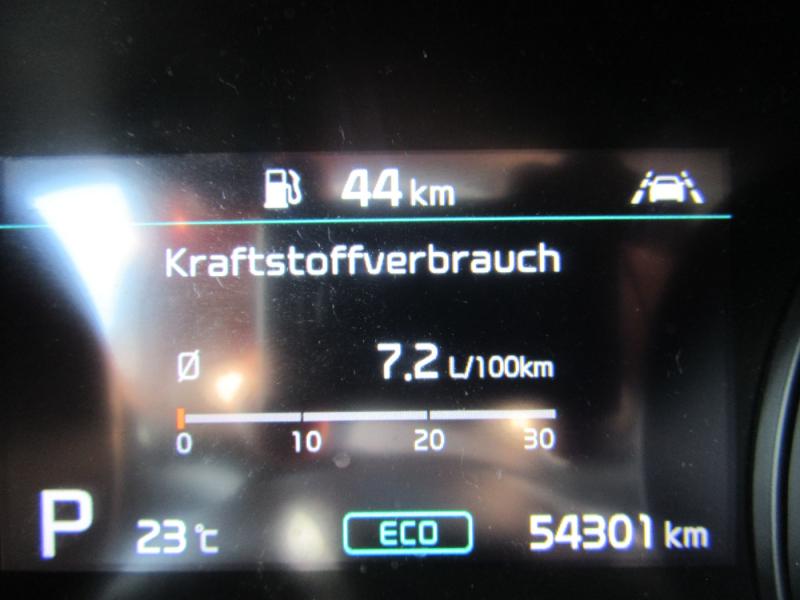 44 km
Kraftstoffverbrauch
Ø 7.2 L/100km
0 10 20 30
P 23 °C ECO 54301 km